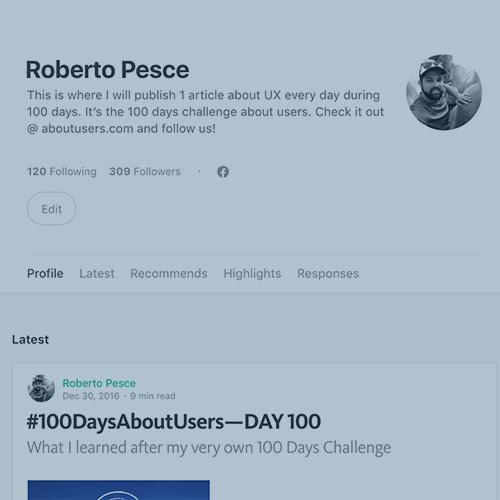 Roberto Pesce
This is where I will publish 1 article about UX every day during
100 days. It's the 100 days challenge about users. Check it out
@ aboutusers.com and follow us!
120 Following 309 Followers ·
Edit
Profile Latest Recommends Highlights Responses
Latest
Roberto Pesce
Dec 30, 2016 · 9 min read
#100DaysAboutUsers—DAY 100
What I learned after my very own 100 Days Challenge